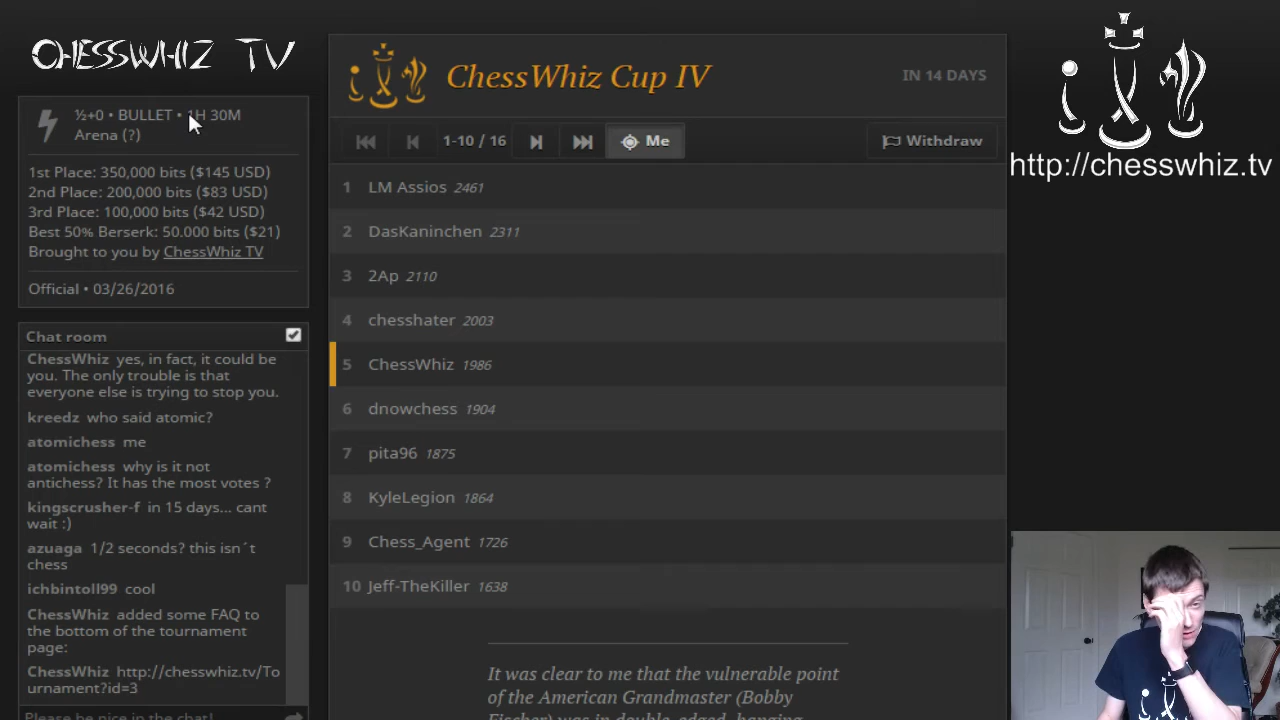 CHESSWHIZ TV
½+0 • BULLET • 1H 30M
Arena (?)
1st Place: 350,000 bits ($145 USD)
2nd Place: 200,000 bits ($83 USD)
3rd Place: 100,000 bits ($42 USD)
Best 50% Berserk: 50.000 bits ($21)
Brought to you by ChessWhiz TV
Official • 03/26/2016
Chat room
ChessWhiz yes, in fact, it could be
you. The only trouble is that
everyone else is trying to stop you.
kreedz who said atomic?
atomichess me
atomichess why is it not
antichess? It has the most votes ?
kingscrusher-f in 15 days... cant
wait :)
azuaga 1/2 seconds? this isn´t
chess
ichbintoll99 cool
ChessWhiz added some FAQ to
the bottom of the tournament
page:
ChessWhiz http://chesswhiz.tv/To
urnament?id=3
Please be nice in the chat!
ChessWhiz Cup IV
IN 14 DAYS
1-10 / 16
Me
Withdraw
1 LM Assios 2461
2 DasKaninchen 2311
3 2Ap 2110
4 chesshater 2003
5 ChessWhiz 1986
6 dnowchess 1904
7 pita96 1875
8 KyleLegion 1864
9 Chess_Agent 1726
10 Jeff-TheKiller 1638
It was clear to me that the vulnerable point
of the American Grandmaster (Bobby
Fischer) was in double-edged, hanging,
http://chesswhiz.tv